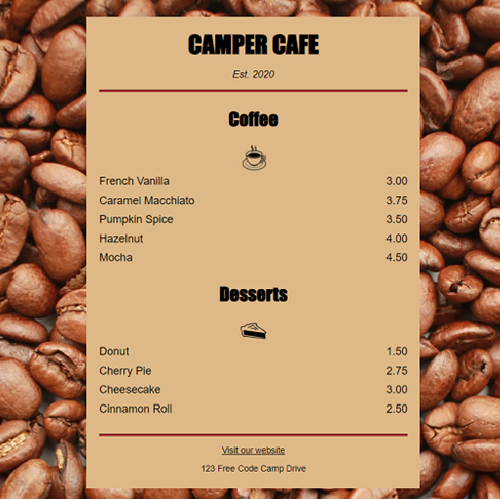 CAMPER CAFE
Est. 2020
Coffee
French Vanilla 3.00
Caramel Macchiato 3.75
Pumpkin Spice 3.50
Hazelnut 4.00
Mocha 4.50
Desserts
Donut 1.50
Cherry Pie 2.75
Cheesecake 3.00
Cinnamon Roll 2.50
Visit our website
123 Free Code Camp Drive